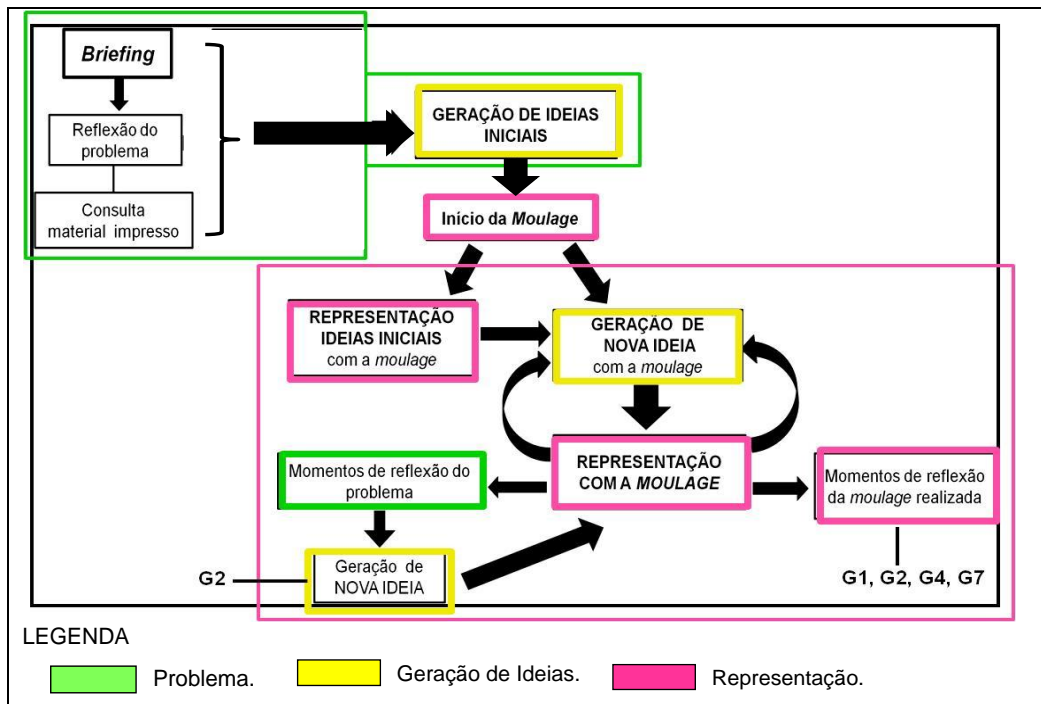 Briefing
Reflexão do
problema
Consulta
material impresso
GERAÇÃO DE IDEIAS
INICIAIS
Início da Moulage
REPRESENTAÇÃO
IDEIAS INICIAIS
com a moulage
GERAÇÃO DE
NOVA IDEIA
com a moulage
Momentos de reflexão do
problema
REPRESENTAÇÃO
COM A MOULAGE
Momentos de reflexão
da moulage realizada
G2
Geração de
NOVA IDEIA
G1, G2, G4, G7
LEGENDA
Problema.
Geração de Ideias.
Representação.